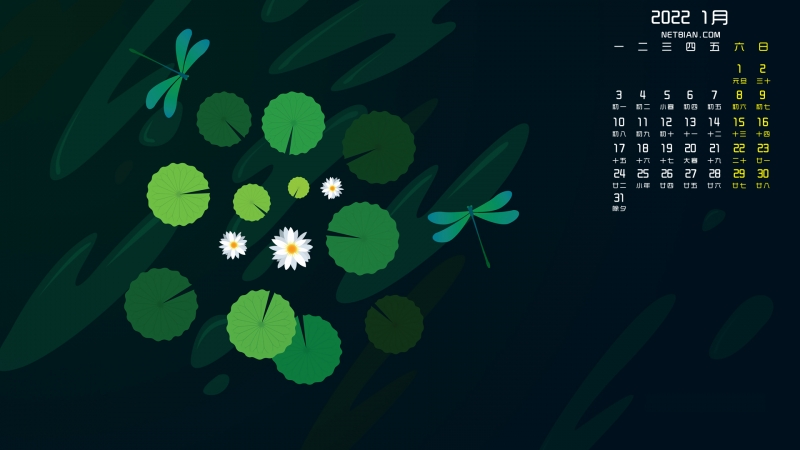 2022 1月
NETBIAN.COM
一 二 三 四 五 六 日
1 2
元旦 三十
3 4 5 6 7 8 9
初一 初二 小寒 初四 初五 初六 初七
10 11 12 13 14 15 16
初八 初九 初十 十一 十二 十三 十四
17 18 19 20 21 22 23
十五 十六 十七 大寒 十九 二十 廿一
24 25 26 27 28 29 30
廿二 小年 廿四 廿五 廿六 廿七 廿八
31
除夕